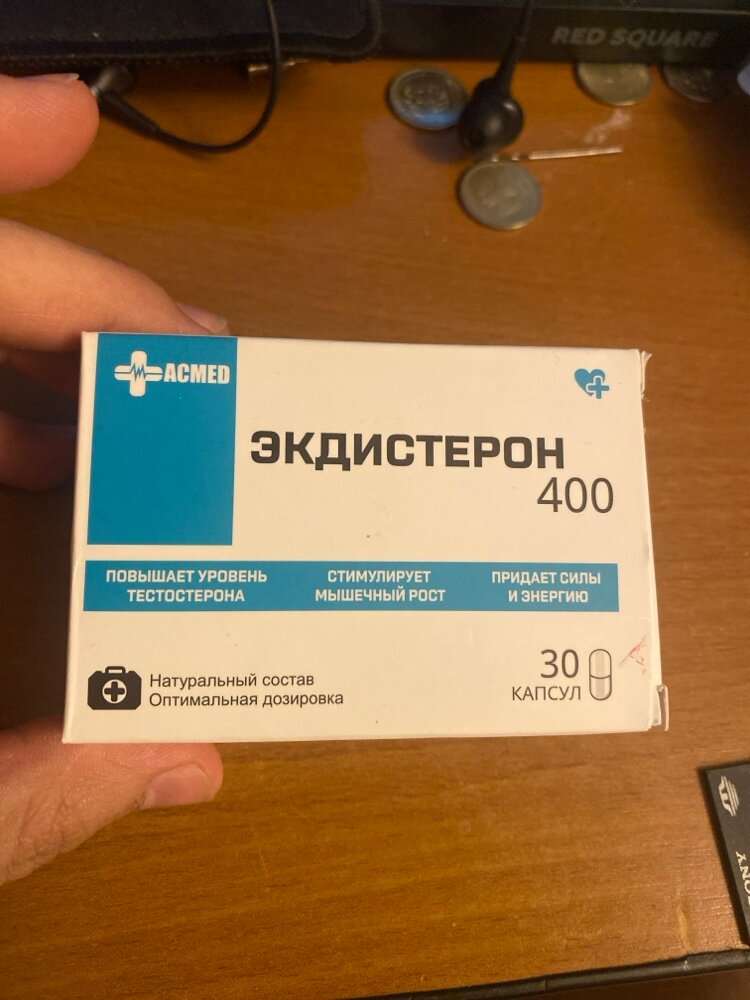 RED SQUARE
ACMED
ЭКДИСТЕРОН
400
ПОВЫШАЕТ УРОВЕНЬ
ТЕСТОСТЕРОНА
СТИМУЛИРУЕТ
МЫШЕЧНЫЙ РОСТ
ПРИДАЕТ СИЛЫ
И ЭНЕРГИЮ
Натуральный состав
Оптимальная дозировка
30
КАПСУЛ